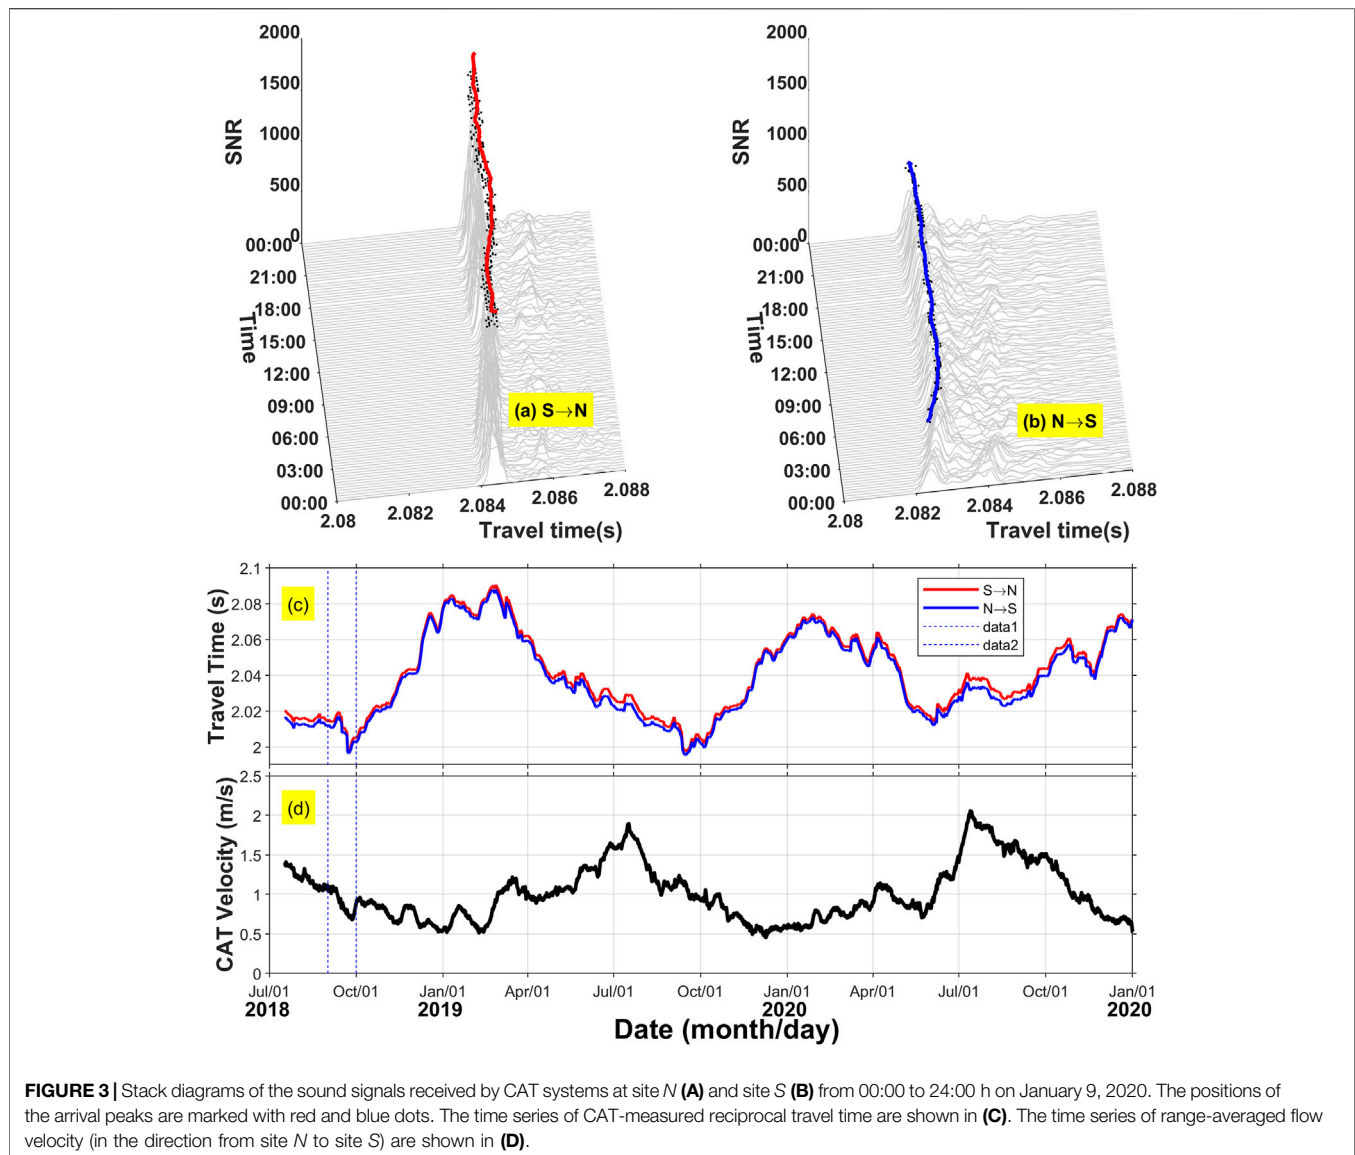 2000
1500
1000
500
0
SNR
00:00
21:00
18:00
15:00
12:00
09:00
06:00
03:00
00:00
Time
2.08
2.082
2.084
2.086
2.088
Travel time(s)
(a) S→N
2000
1500
1000
500
0
SNR
00:00
21:00
18:00
15:00
12:00
09:00
06:00
03:00
00:00
Time
2.08
2.082
2.084
2.086
2.088
Travel time(s)
(b) N→S
2.1
2.08
2.06
2.04
2.02
2
Travel Time (s)
(c)
S→N
N→S
data1
data2
2.5
2
1.5
1
0.5
0
CAT Velocity (m/s)
(d)
Jul/01 Oct/01 Jan/01 Apr/01 Jul/01 Oct/01 Jan/01 Apr/01 Jul/01 Oct/01 Jan/01
2018 2019 2020 2020
Date (month/day)
FIGURE 3 | Stack diagrams of the sound signals received by CAT systems at site N (A) and site S (B) from 00:00 to 24:00 h on January 9, 2020. The positions of
the arrival peaks are marked with red and blue dots. The time series of CAT-measured reciprocal travel time are shown in (C). The time series of range-averaged flow
velocity (in the direction from site N to site S) are shown in (D).